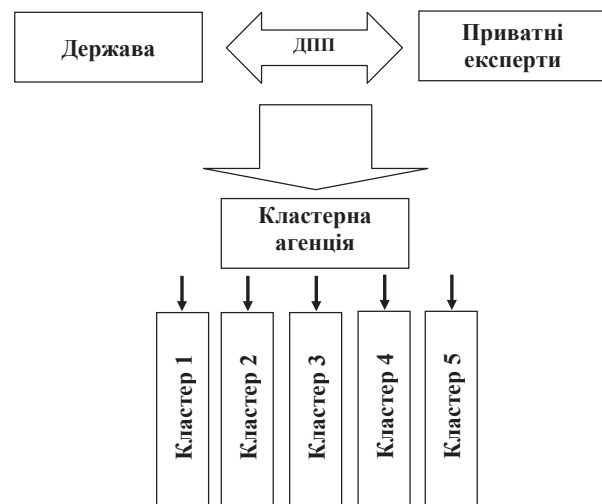 Держава
ДПП
Приватні
експерти
Кластерна
агенція
Кластер 1
Кластер 2
Кластер 3
Кластер 4
Кластер 5